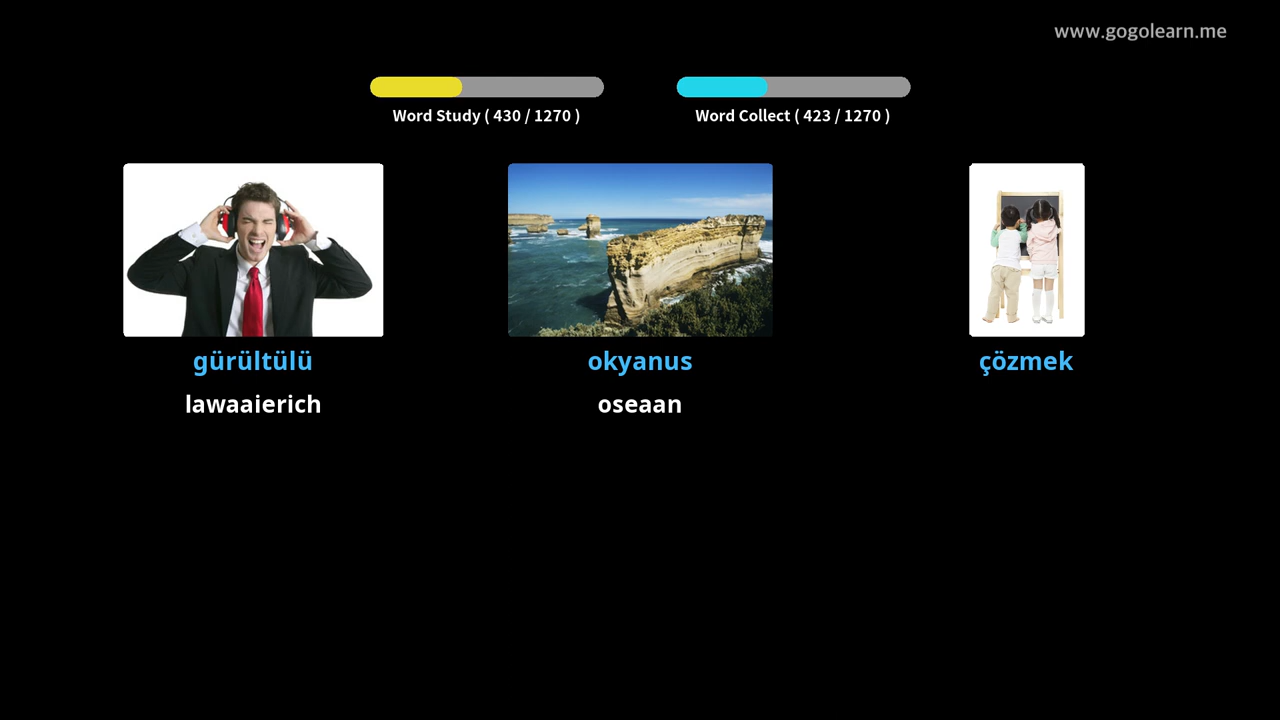 www.gogolearn.me
Word Study ( 430 / 1270 )
Word Collect ( 423 / 1270 )
gürültülü
okyanus
çözmek
lawaaierich
oseaan